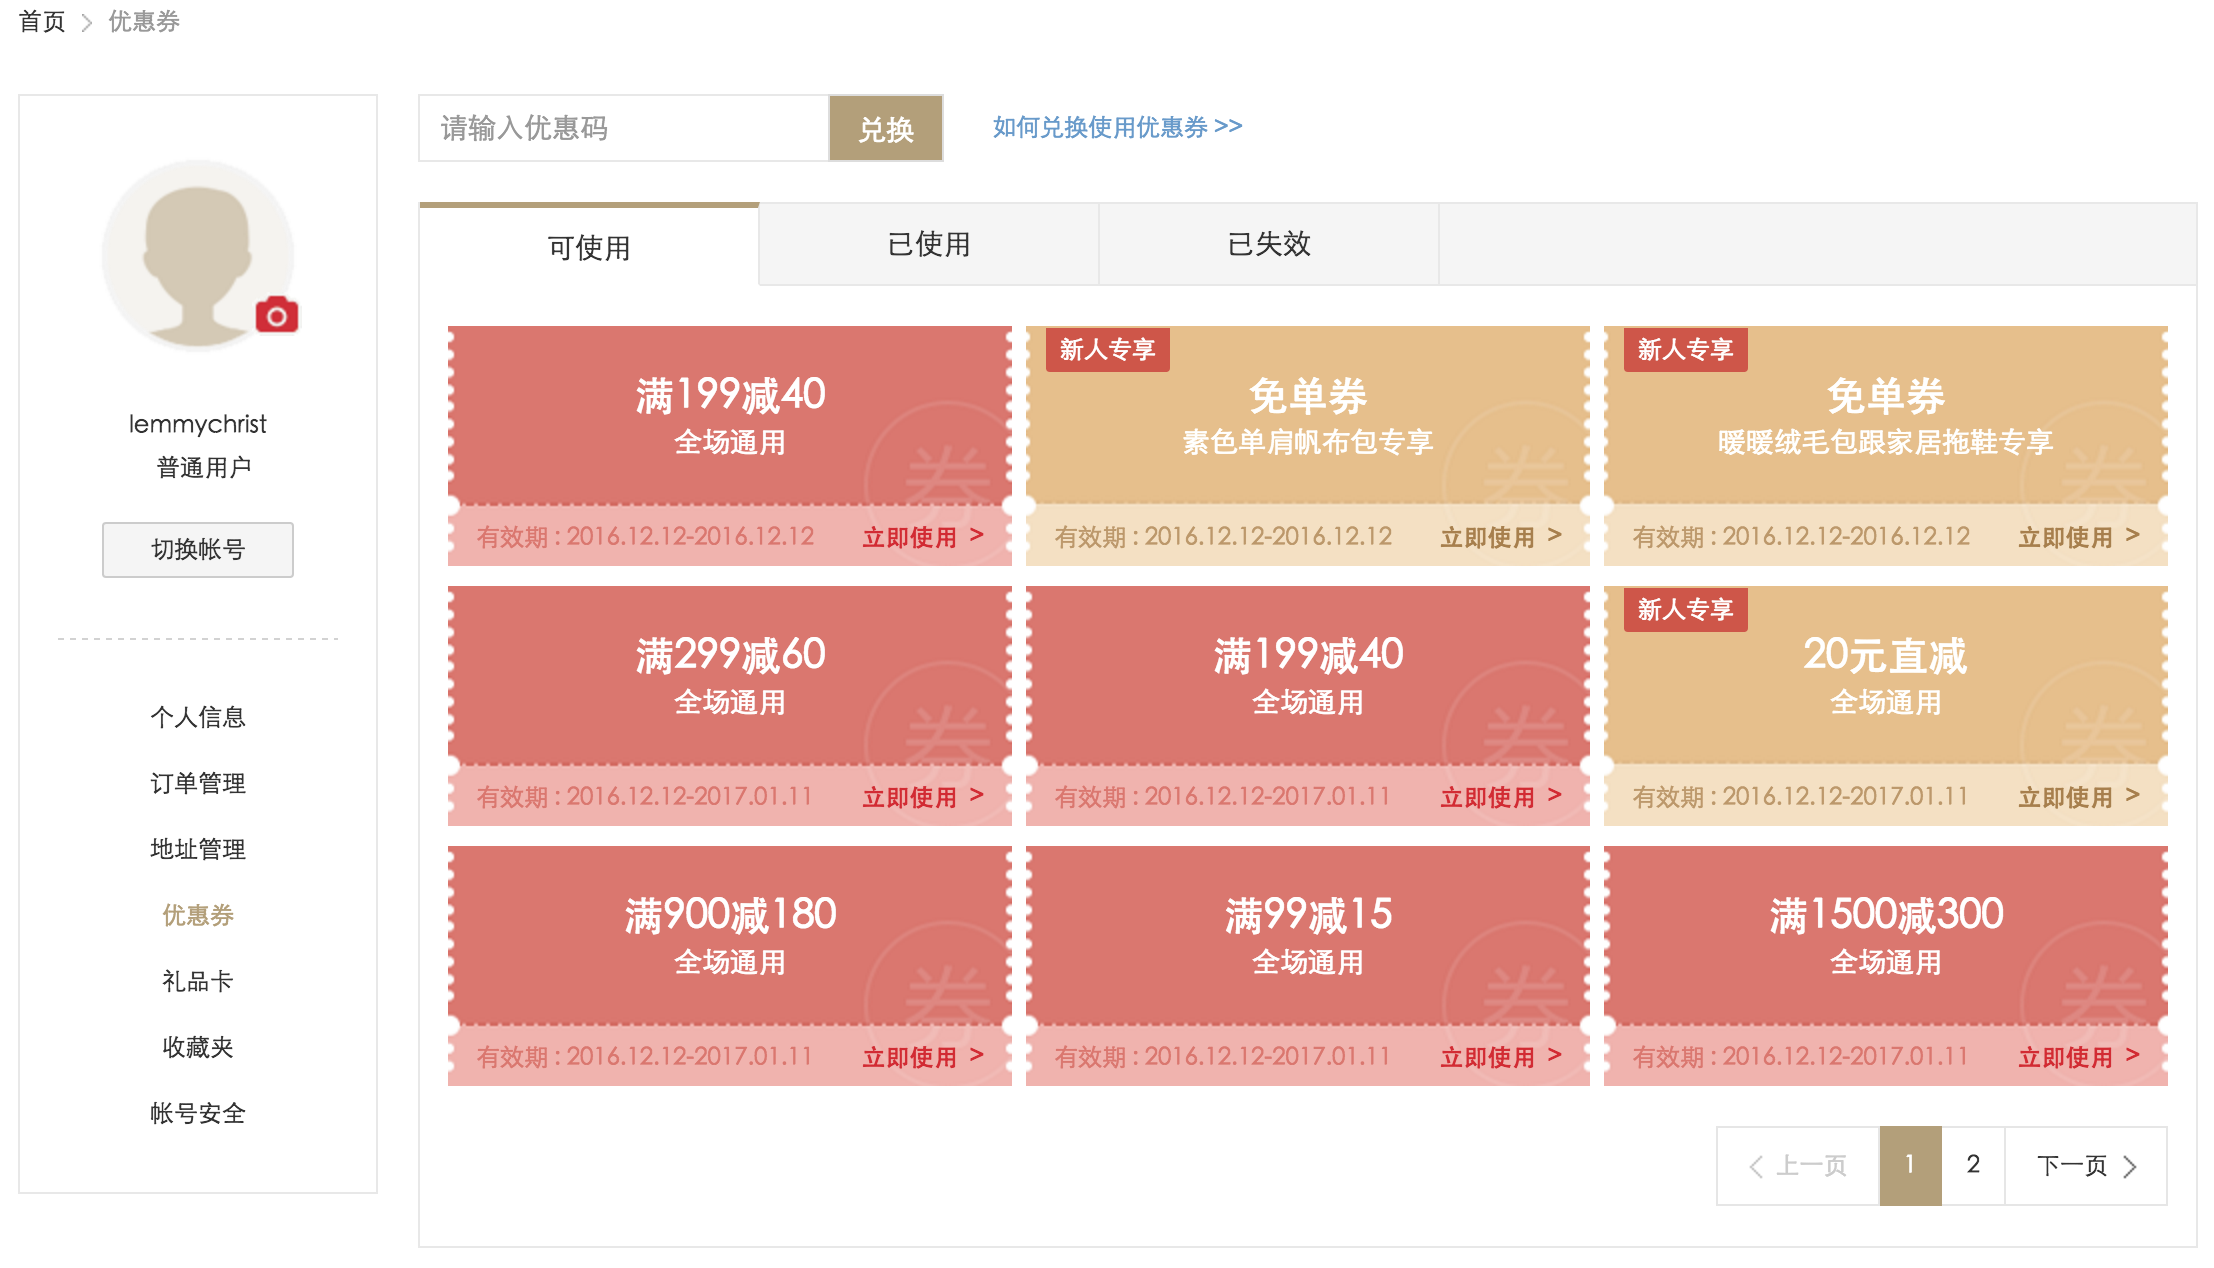 首页 > 优惠券
请输入优惠码
兑换
如何兑换使用优惠券 >>
lemmychrist
普通用户
切换帐号
个人信息
订单管理
地址管理
优惠券
礼品卡
收藏夹
帐号安全
可使用
已使用
已失效
满199减40
全场通用
券
有效期 : 2016.12.12-2016.12.12
立即使用 >
新人专享
免单券
素色单肩帆布包专享
券
有效期 : 2016.12.12-2016.12.12
立即使用 >
新人专享
免单券
暖暖绒毛包跟家居拖鞋专享
券
有效期 : 2016.12.12-2016.12.12
立即使用 >
满299减60
全场通用
券
有效期 : 2016.12.12-2017.01.11
立即使用 >
满199减40
全场通用
券
有效期 : 2016.12.12-2017.01.11
立即使用 >
新人专享
20元直减
全场通用
券
有效期 : 2016.12.12-2017.01.11
立即使用 >
满900减180
全场通用
券
有效期 : 2016.12.12-2017.01.11
立即使用 >
满99减15
全场通用
券
有效期 : 2016.12.12-2017.01.11
立即使用 >
满1500减300
全场通用
券
有效期 : 2016.12.12-2017.01.11
立即使用 >
< 上一页
1
2
下一页 >